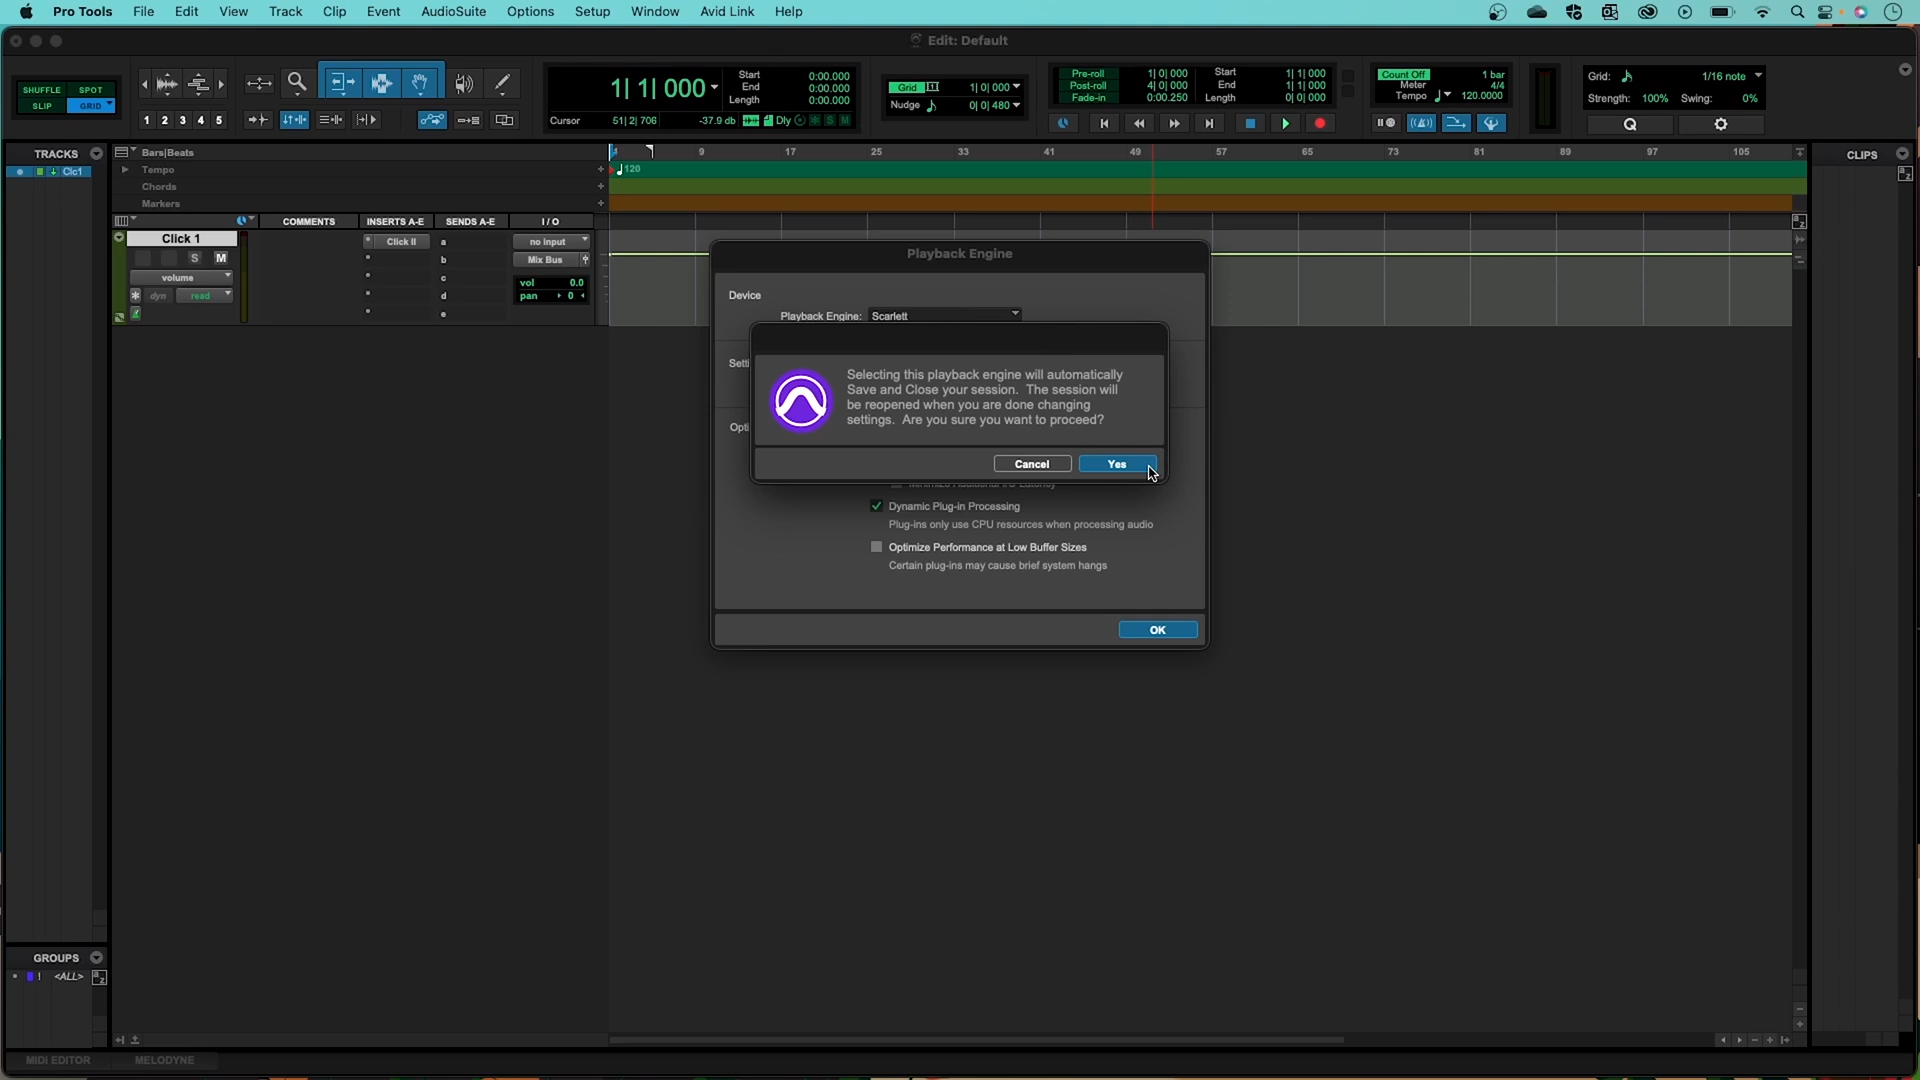 Pro Tools File Edit View Track Clip Event AudioSuite Options Setup Window Avid Link Help
Edit: Default
SHUFFLE SPOT
SLIP GRID
1 2 3 4 5
1| 1| 000
Start 0:00.000
End 0:00.000
Length 0:00.000
Cursor 51| 2| 706 -37.9 db Dly S M
Grid 1| 0| 000
Nudge 0| 0| 480
Pre-roll 1| 0| 000
Post-roll 4| 0| 000
Fade-in 0:00.250
Start 1| 1| 000
End 1| 1| 000
Length 0| 0| 000
Count Off 1 bar
Meter 4/4
Tempo 120.0000
Grid: 1/16 note
Strength: 100% Swing: 0%
Q
TRACKS
Clc1
Bars|Beats
9 17 25 33 41 49 57 65 73 81 89 97 105
Tempo
120
Chords
Markers
CLIPS
a z
COMMENTS INSERTS A-E SENDS A-E I/O
Click 1
S M
volume
dyn read
Click II
a
b
c
d
e
no input
Mix Bus
vol 0.0
pan 0
Playback Engine
Device
Playback Engine: Scarlett
Selecting this playback engine will automatically
Save and Close your session. The session will
be reopened when you are done changing
settings. Are you sure you want to proceed?
Cancel Yes
Dynamic Plug-in Processing
Plug-ins only use CPU resources when processing audio
Optimize Performance at Low Buffer Sizes
Certain plug-ins may cause brief system hangs
OK
GROUPS
! <ALL> a z
MIDI EDITOR MELODYNE